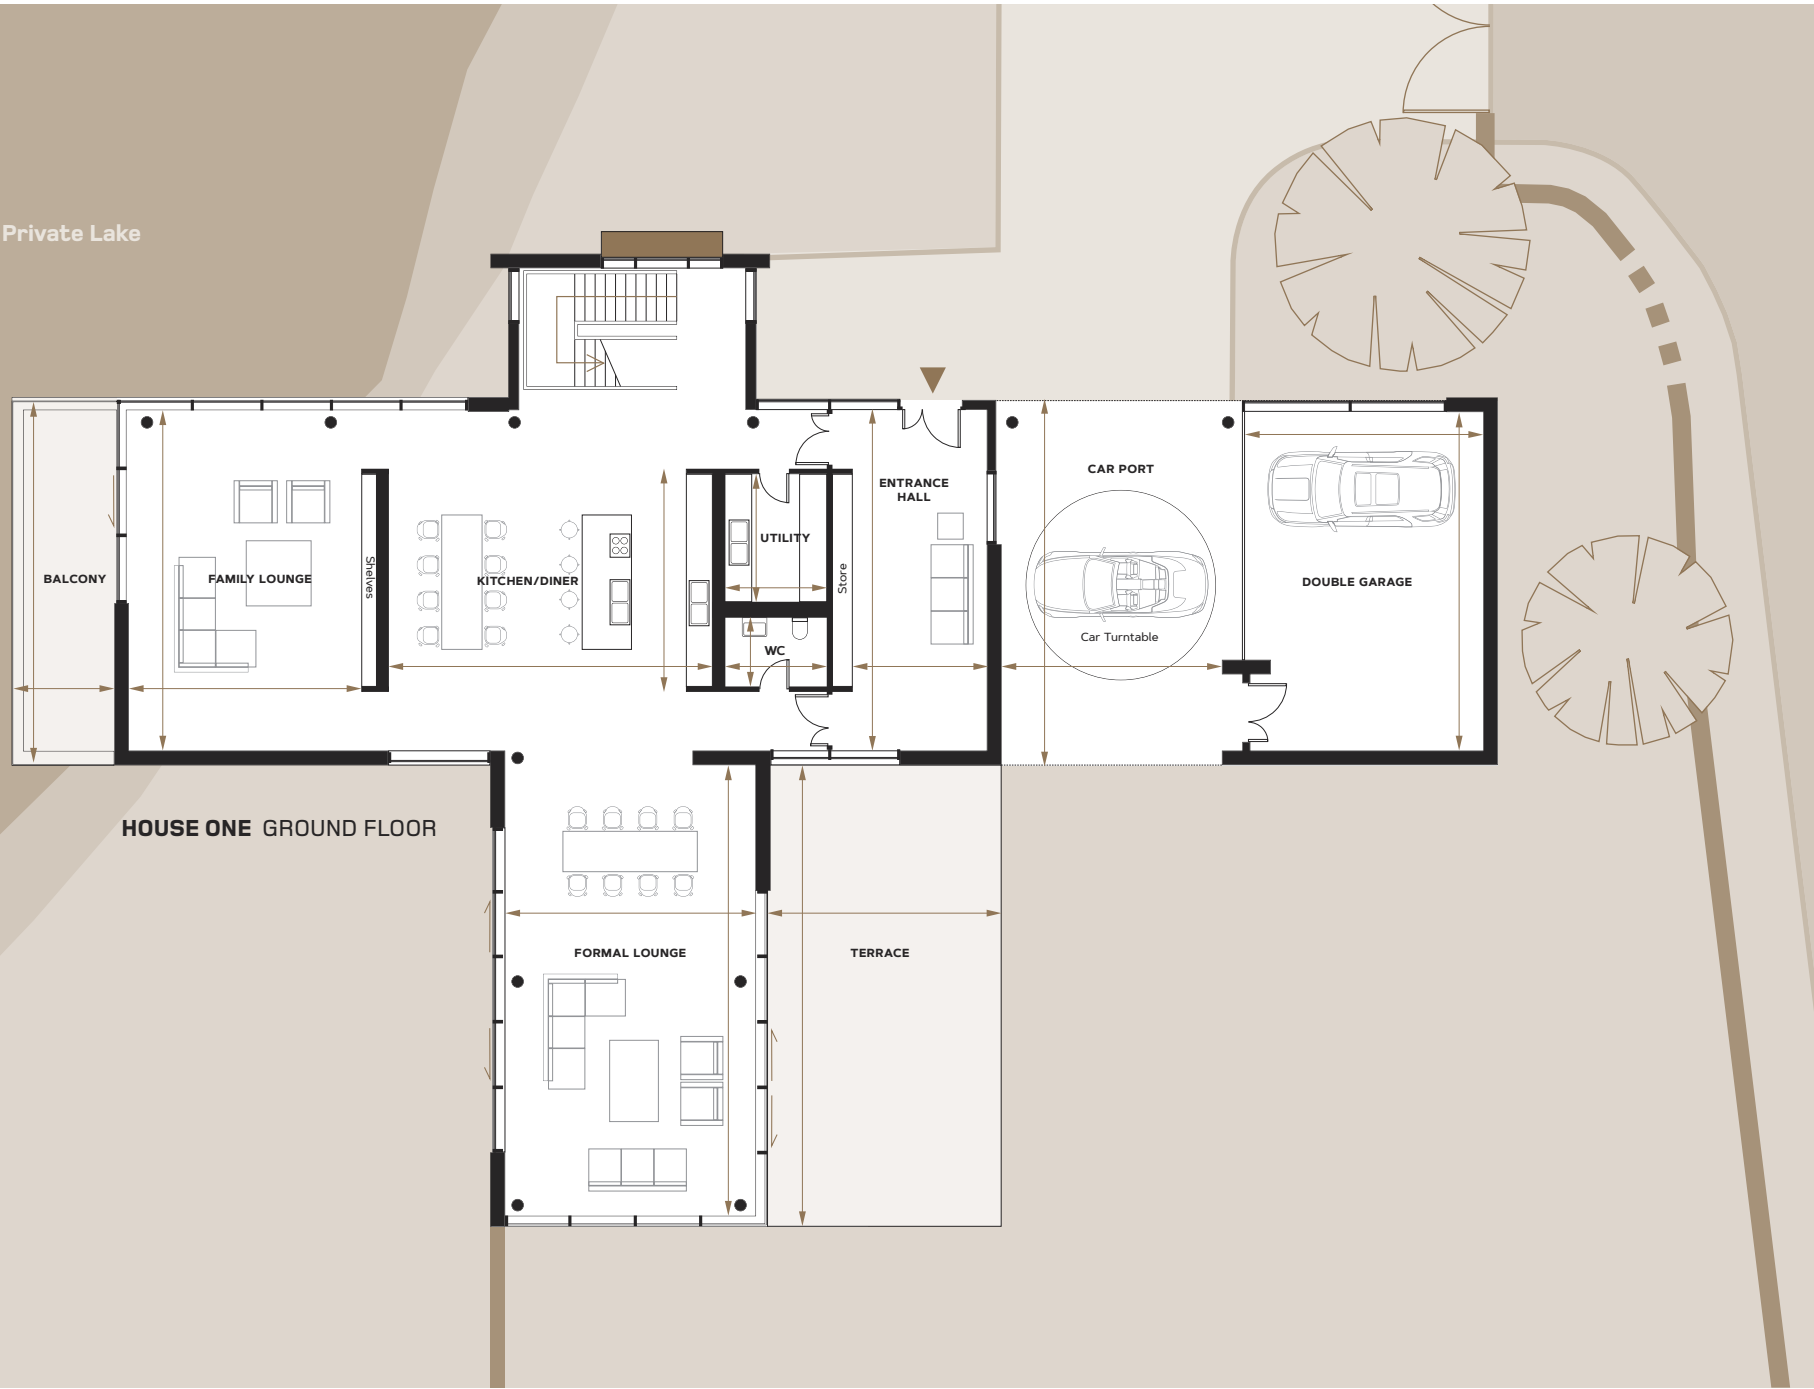 Private Lake
CAR PORT
ENTRANCE
HALL
UTILITY
BALCONY
FAMILY LOUNGE
Shelves
KITCHEN/DINER
Store
DOUBLE GARAGE
Car Turntable
WC
HOUSE ONE GROUND FLOOR
FORMAL LOUNGE
TERRACE